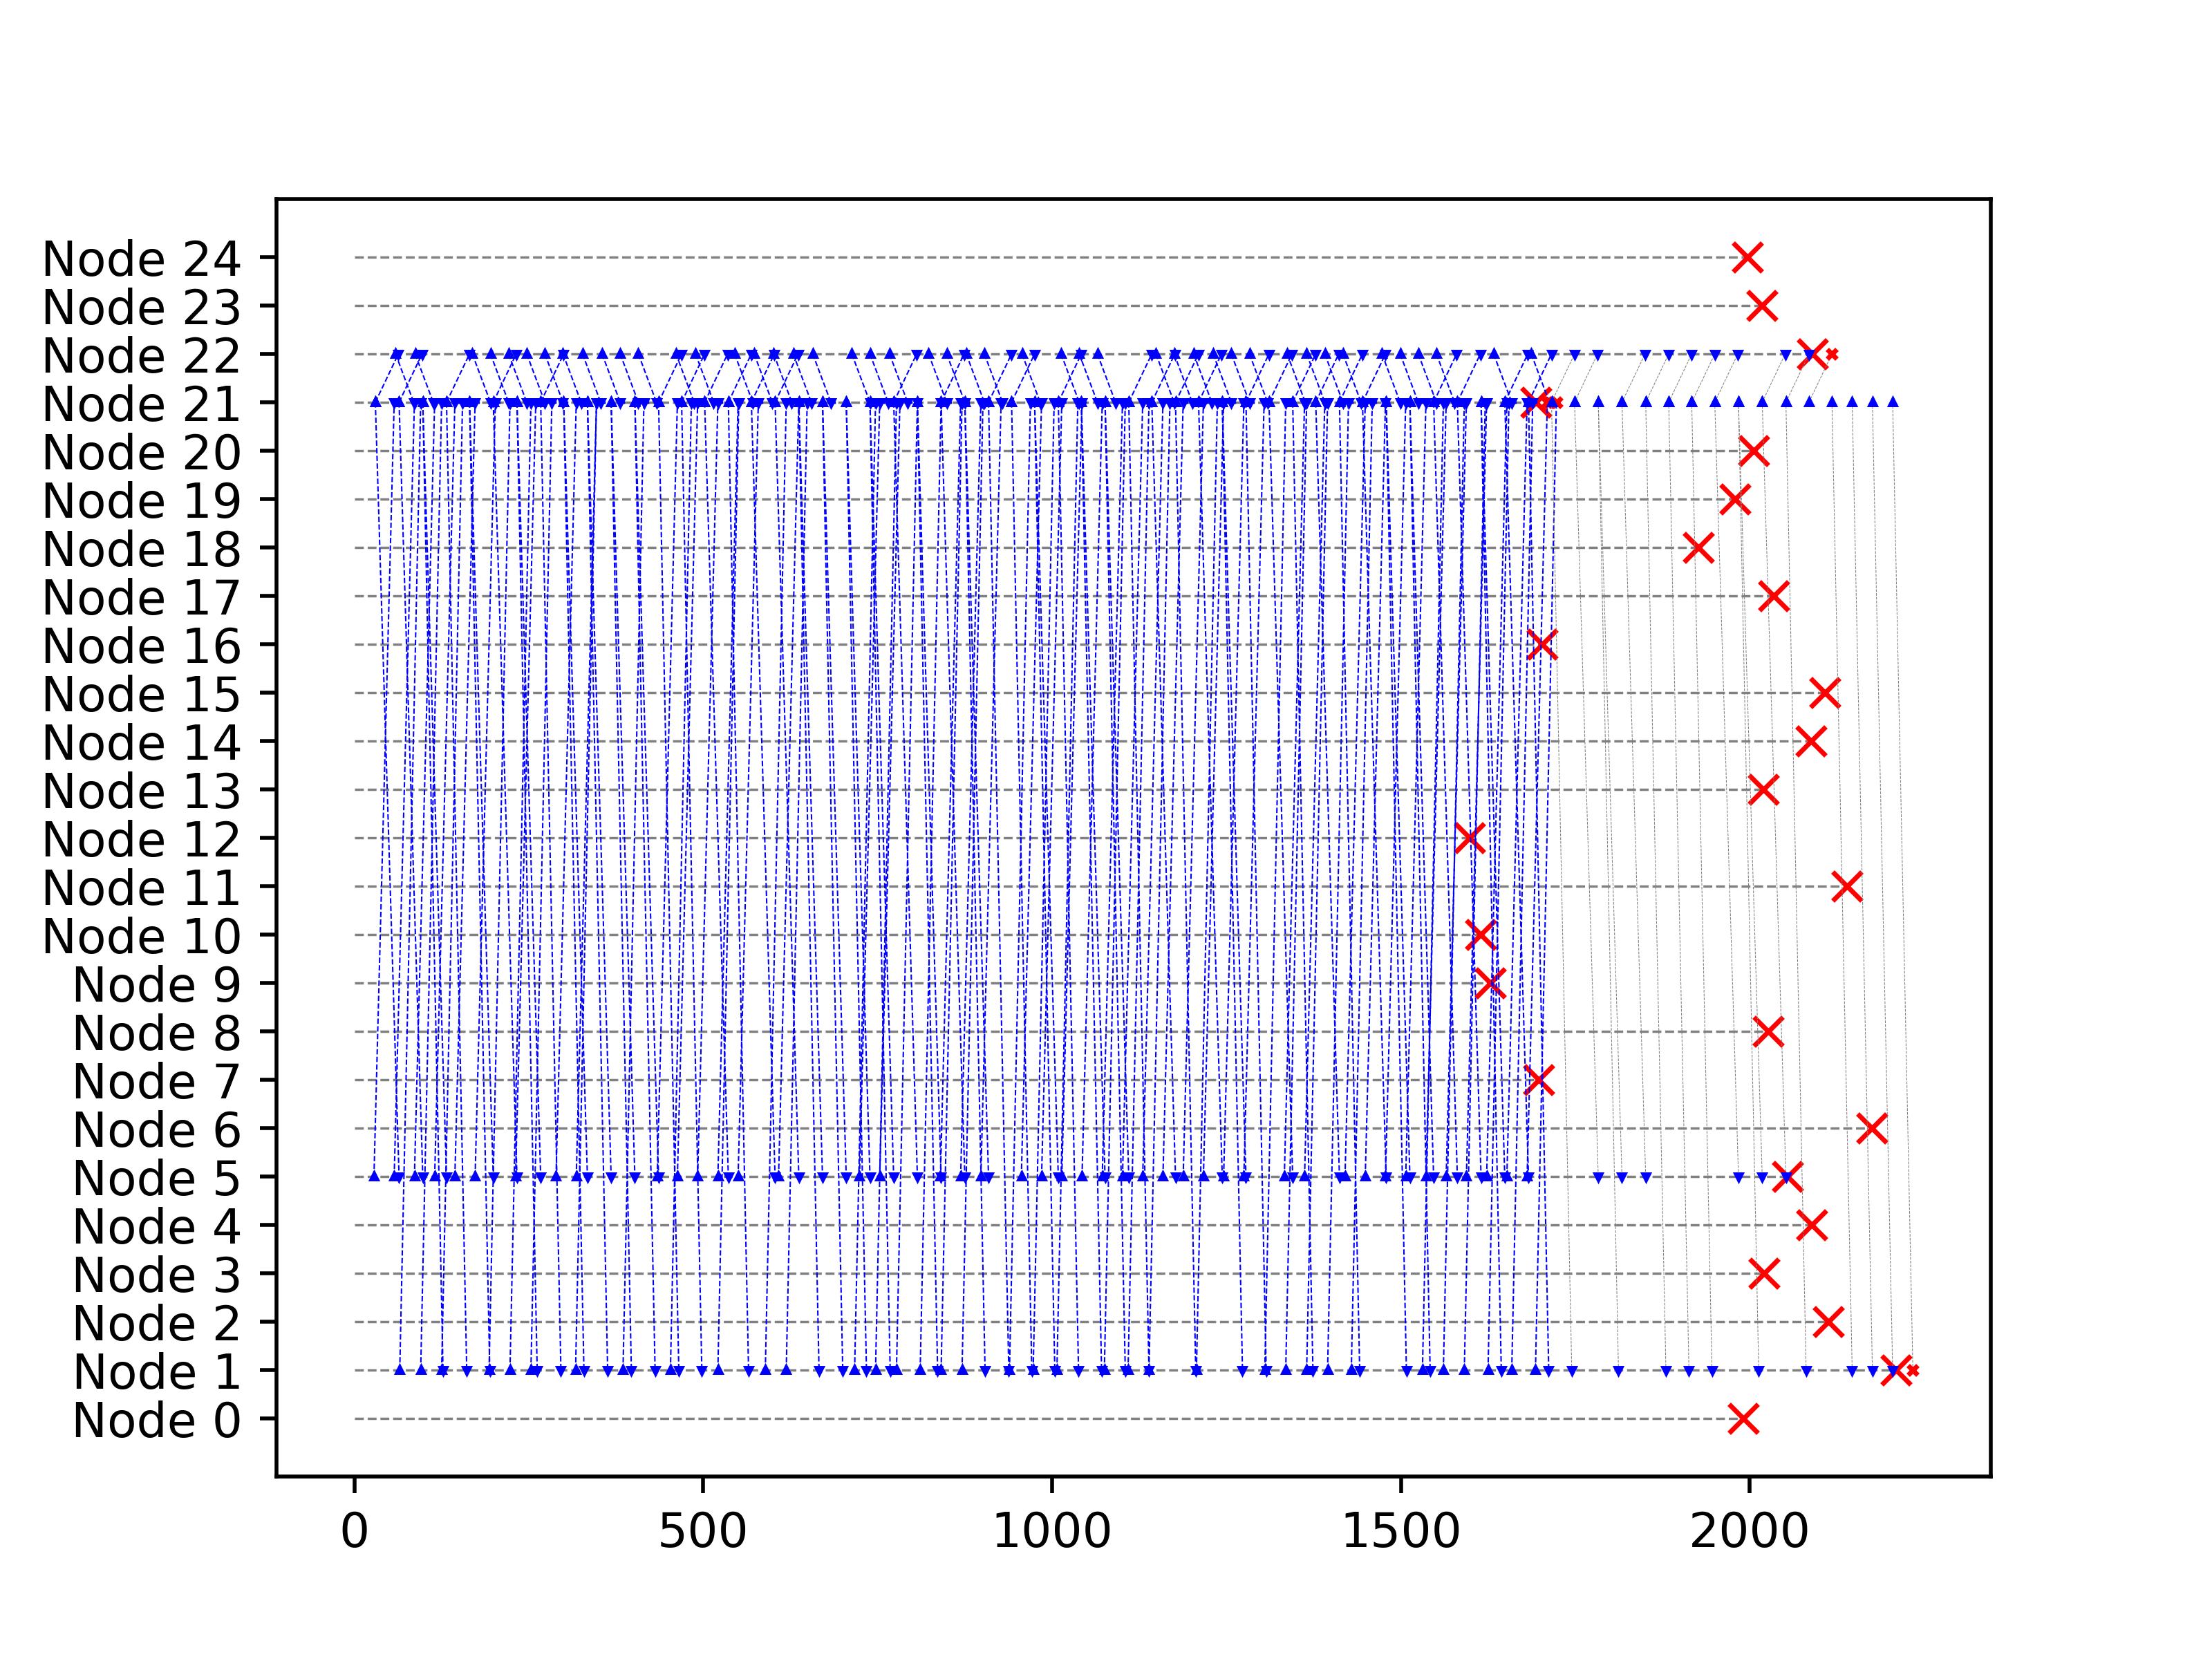 Node 24
Node 23
Node 22
Node 21
Node 20
Node 19
Node 18
Node 17
Node 16
Node 15
Node 14
Node 13
Node 12
Node 11
Node 10
Node 9
Node 8
Node 7
Node 6
Node 5
Node 4
Node 3
Node 2
Node 1
Node 0
0 500 1000 1500 2000